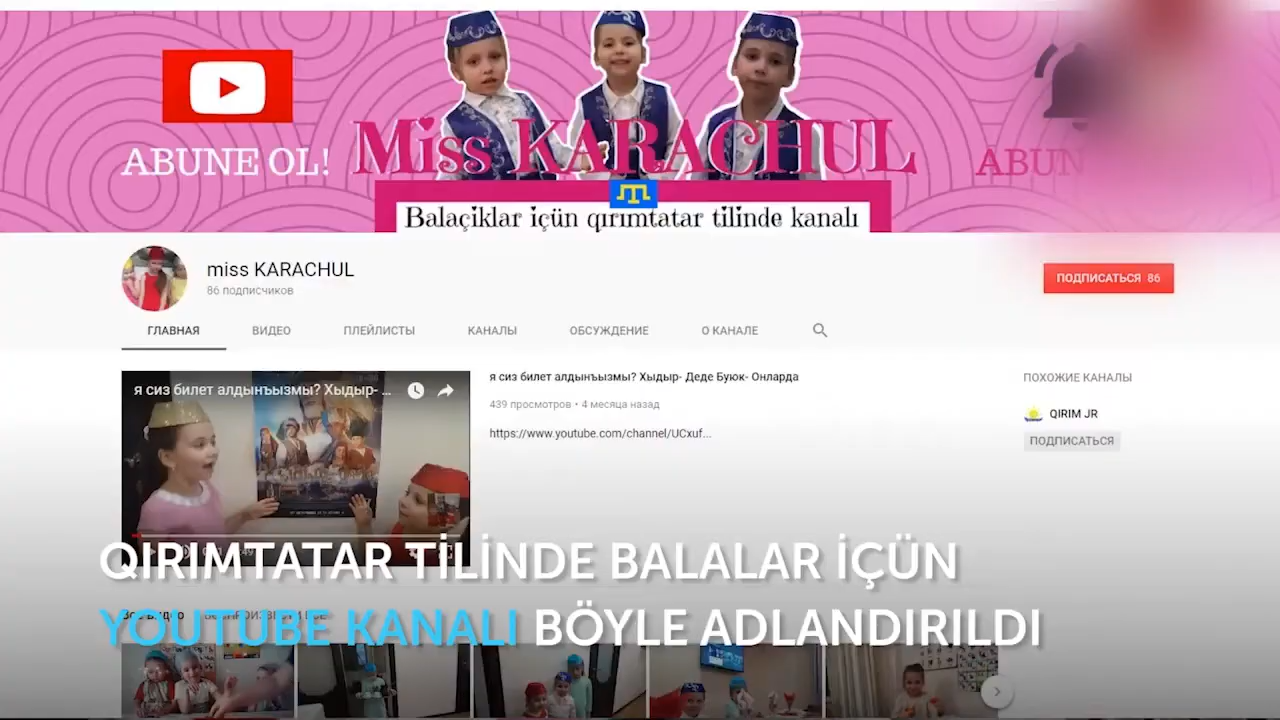 ABUNE OL!
Miss KARACHUL
ABUN
Balaçiklar içün qırımtatar tilinde kanalı
miss KARACHUL
86 подписчиков
ПОДПИСАТЬСЯ 86
ГЛАВНАЯ ВИДЕО ПЛЕЙЛИСТЫ КАНАЛЫ ОБСУЖДЕНИЕ О КАНАЛЕ
я сиз билет алдынъызмы? Хыдыр- ...
я сиз билет алдынъызмы? Хыдыр- Деде Буюк- Онларда
439 просмотров • 4 месяца назад
https://www.youtube.com/channel/UCxuf...
ПОХОЖИЕ КАНАЛЫ
QIRIM JR
ПОДПИСАТЬСЯ
QIRIMTATAR TİLİNDE BALALAR İÇÜN
YOUTUBE KANALI BÖYLE ADLANDIRILDI